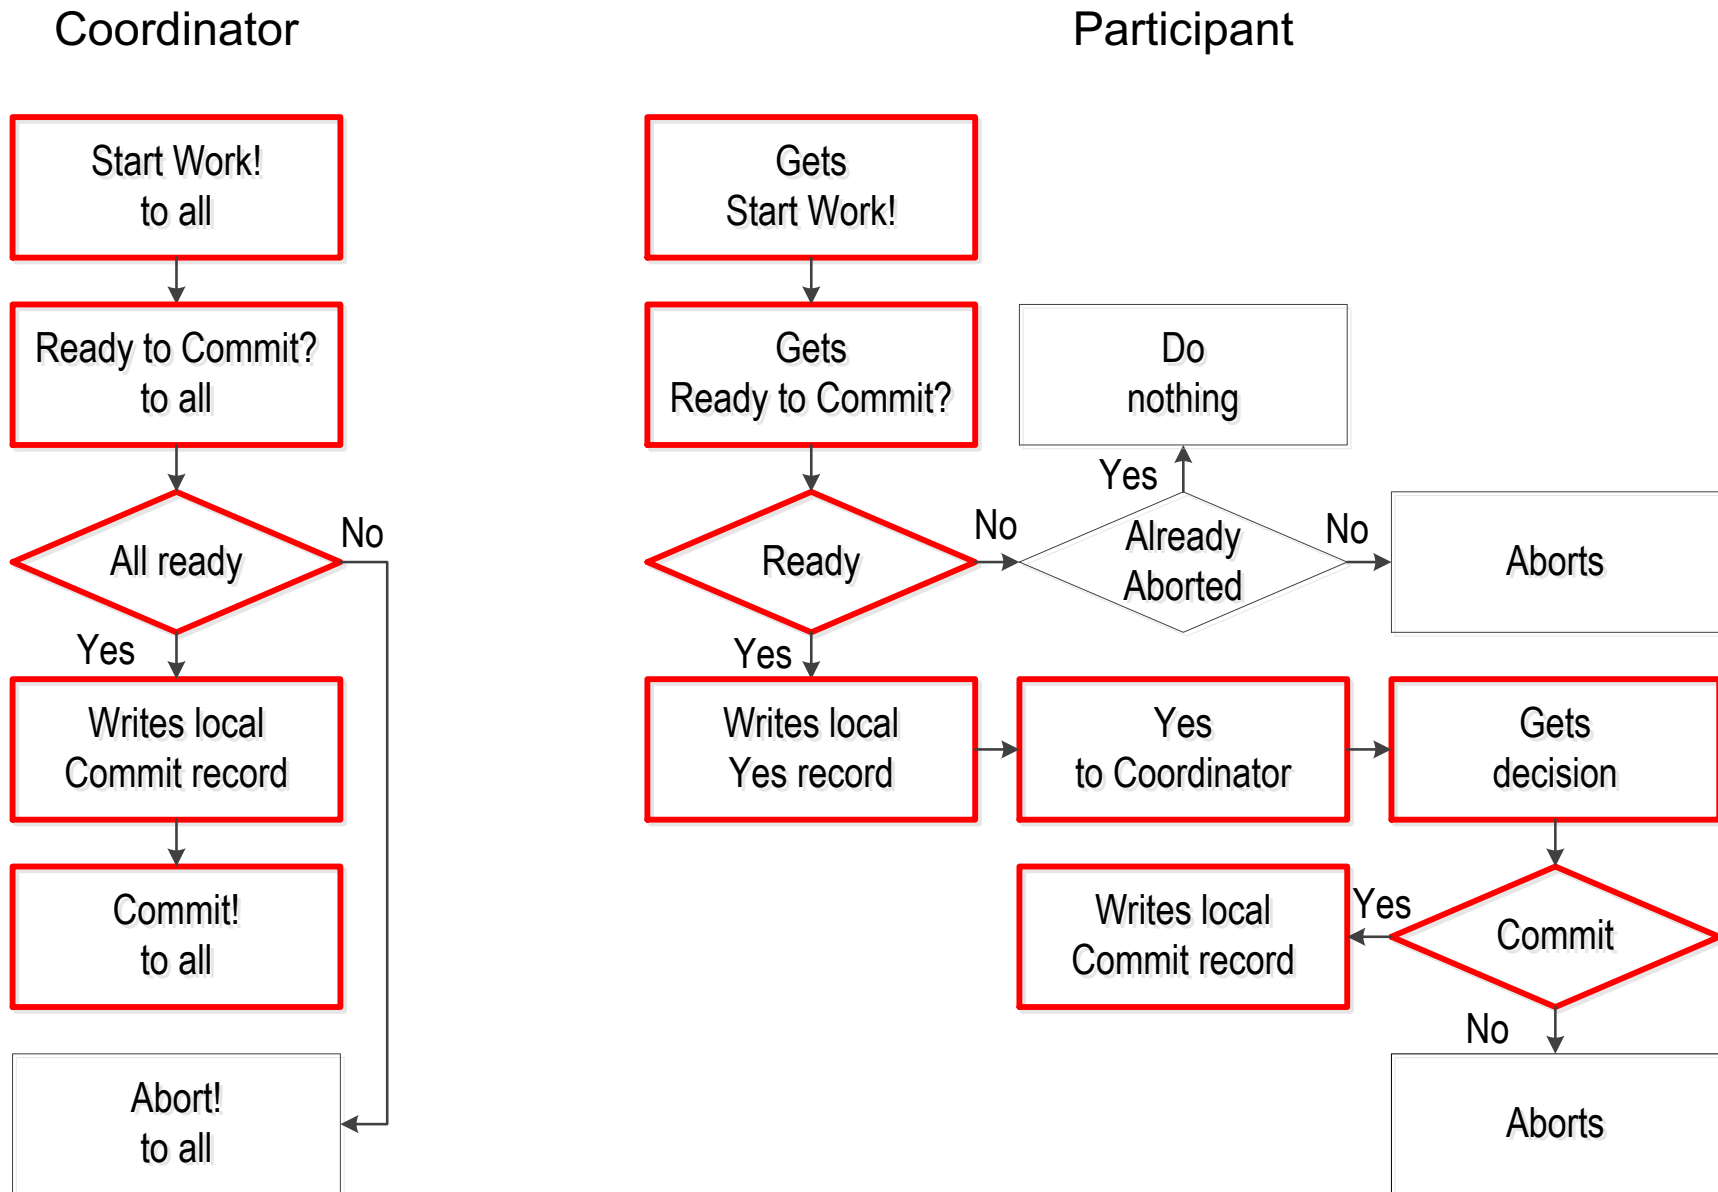 Coordinator
Participant
Start Work!
to all
Ready to Commit?
to all
All ready
No
Yes
Writes local
Commit record
Commit!
to all
Abort!
to all
Gets
Start Work!
Gets
Ready to Commit?
Ready
No
Yes
Already
Aborted
Yes
Do
nothing
No
Aborts
Writes local
Yes record
Yes
to Coordinator
Gets
decision
Commit
Yes
Writes local
Commit record
No
Aborts